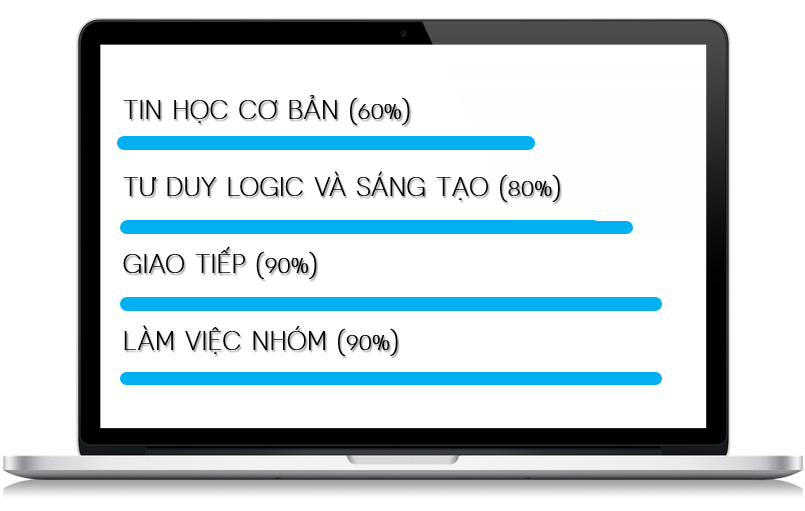 TIN HỌC CƠ BẢN (60%)
TƯ DUY LOGIC VÀ SÁNG TẠO (80%)
GIAO TIẾP (90%)
LÀM VIỆC NHÓM (90%)